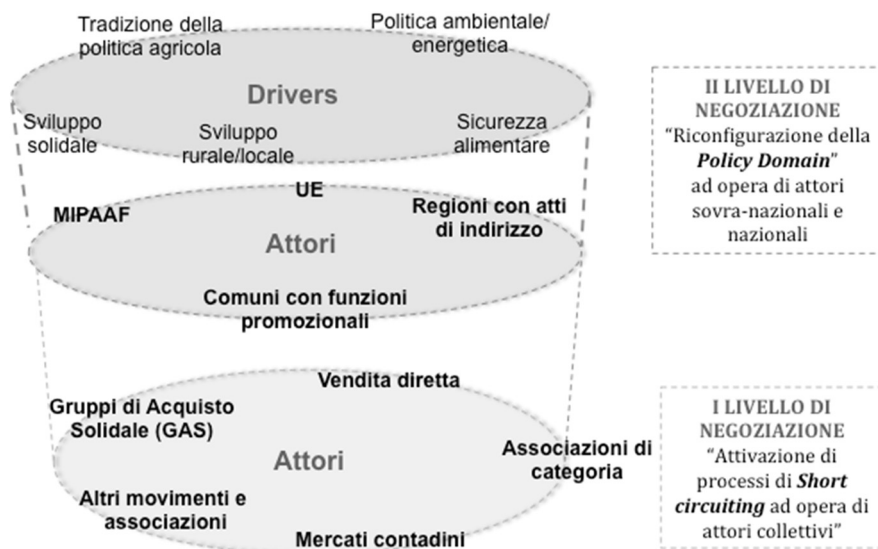 Tradizione della
politica agricola
Politica ambientale/
energetica
Drivers
Sviluppo
solidale
Sviluppo
rurale/locale
Sicurezza
alimentare
II LIVELLO DI
NEGOZIAZIONE
“Riconfigurazione della
Policy Domain”
ad opera di attori
sovra-nazionali e
nazionali
MIPAAF
UE
Regioni con atti
di indirizzo
Attori
Comuni con funzioni
promozionali
Vendita diretta
Gruppi di Acquisto
Solidale (GAS)
Attori
Associazioni di
categoria
Altri movimenti e
associazioni
Mercati contadini
I LIVELLO DI
NEGOZIAZIONE
“Attivazione di
processi di Short
circuiting ad opera di
attori collettivi”